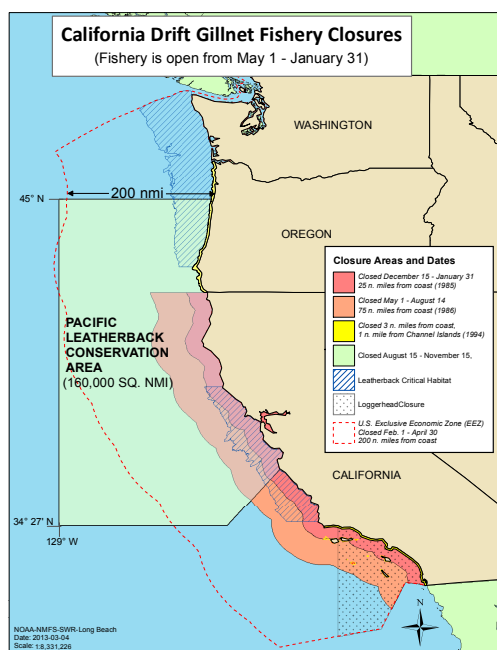 California Drift Gillnet Fishery Closures
(Fishery is open from May 1 - January 31)
WASHINGTON
200 nmi
45° N
OREGON
Closure Areas and Dates
Closed December 15 - January 31
25 n. miles from coast (1985)
Closed May 1 - August 14
75 n. miles from coast (1986)
Closed 3 n. miles from coast,
1 n. mile from Channel Islands (1994)
Closed August 15 - November 15,
Leatherback Critical Habitat
LoggerheadClosure
U.S. Exclusive Economic Zone (EEZ)
Closed Feb. 1 - April 30
200 n. miles from coast
PACIFIC
LEATHERBACK
CONSERVATION
AREA
(160,000 SQ. NMI)
CALIFORNIA
34° 27' N
129° W
N
NOAA-NMFS-SWR-Long Beach
Date: 2013-03-04
Scale: 1:8,331,226